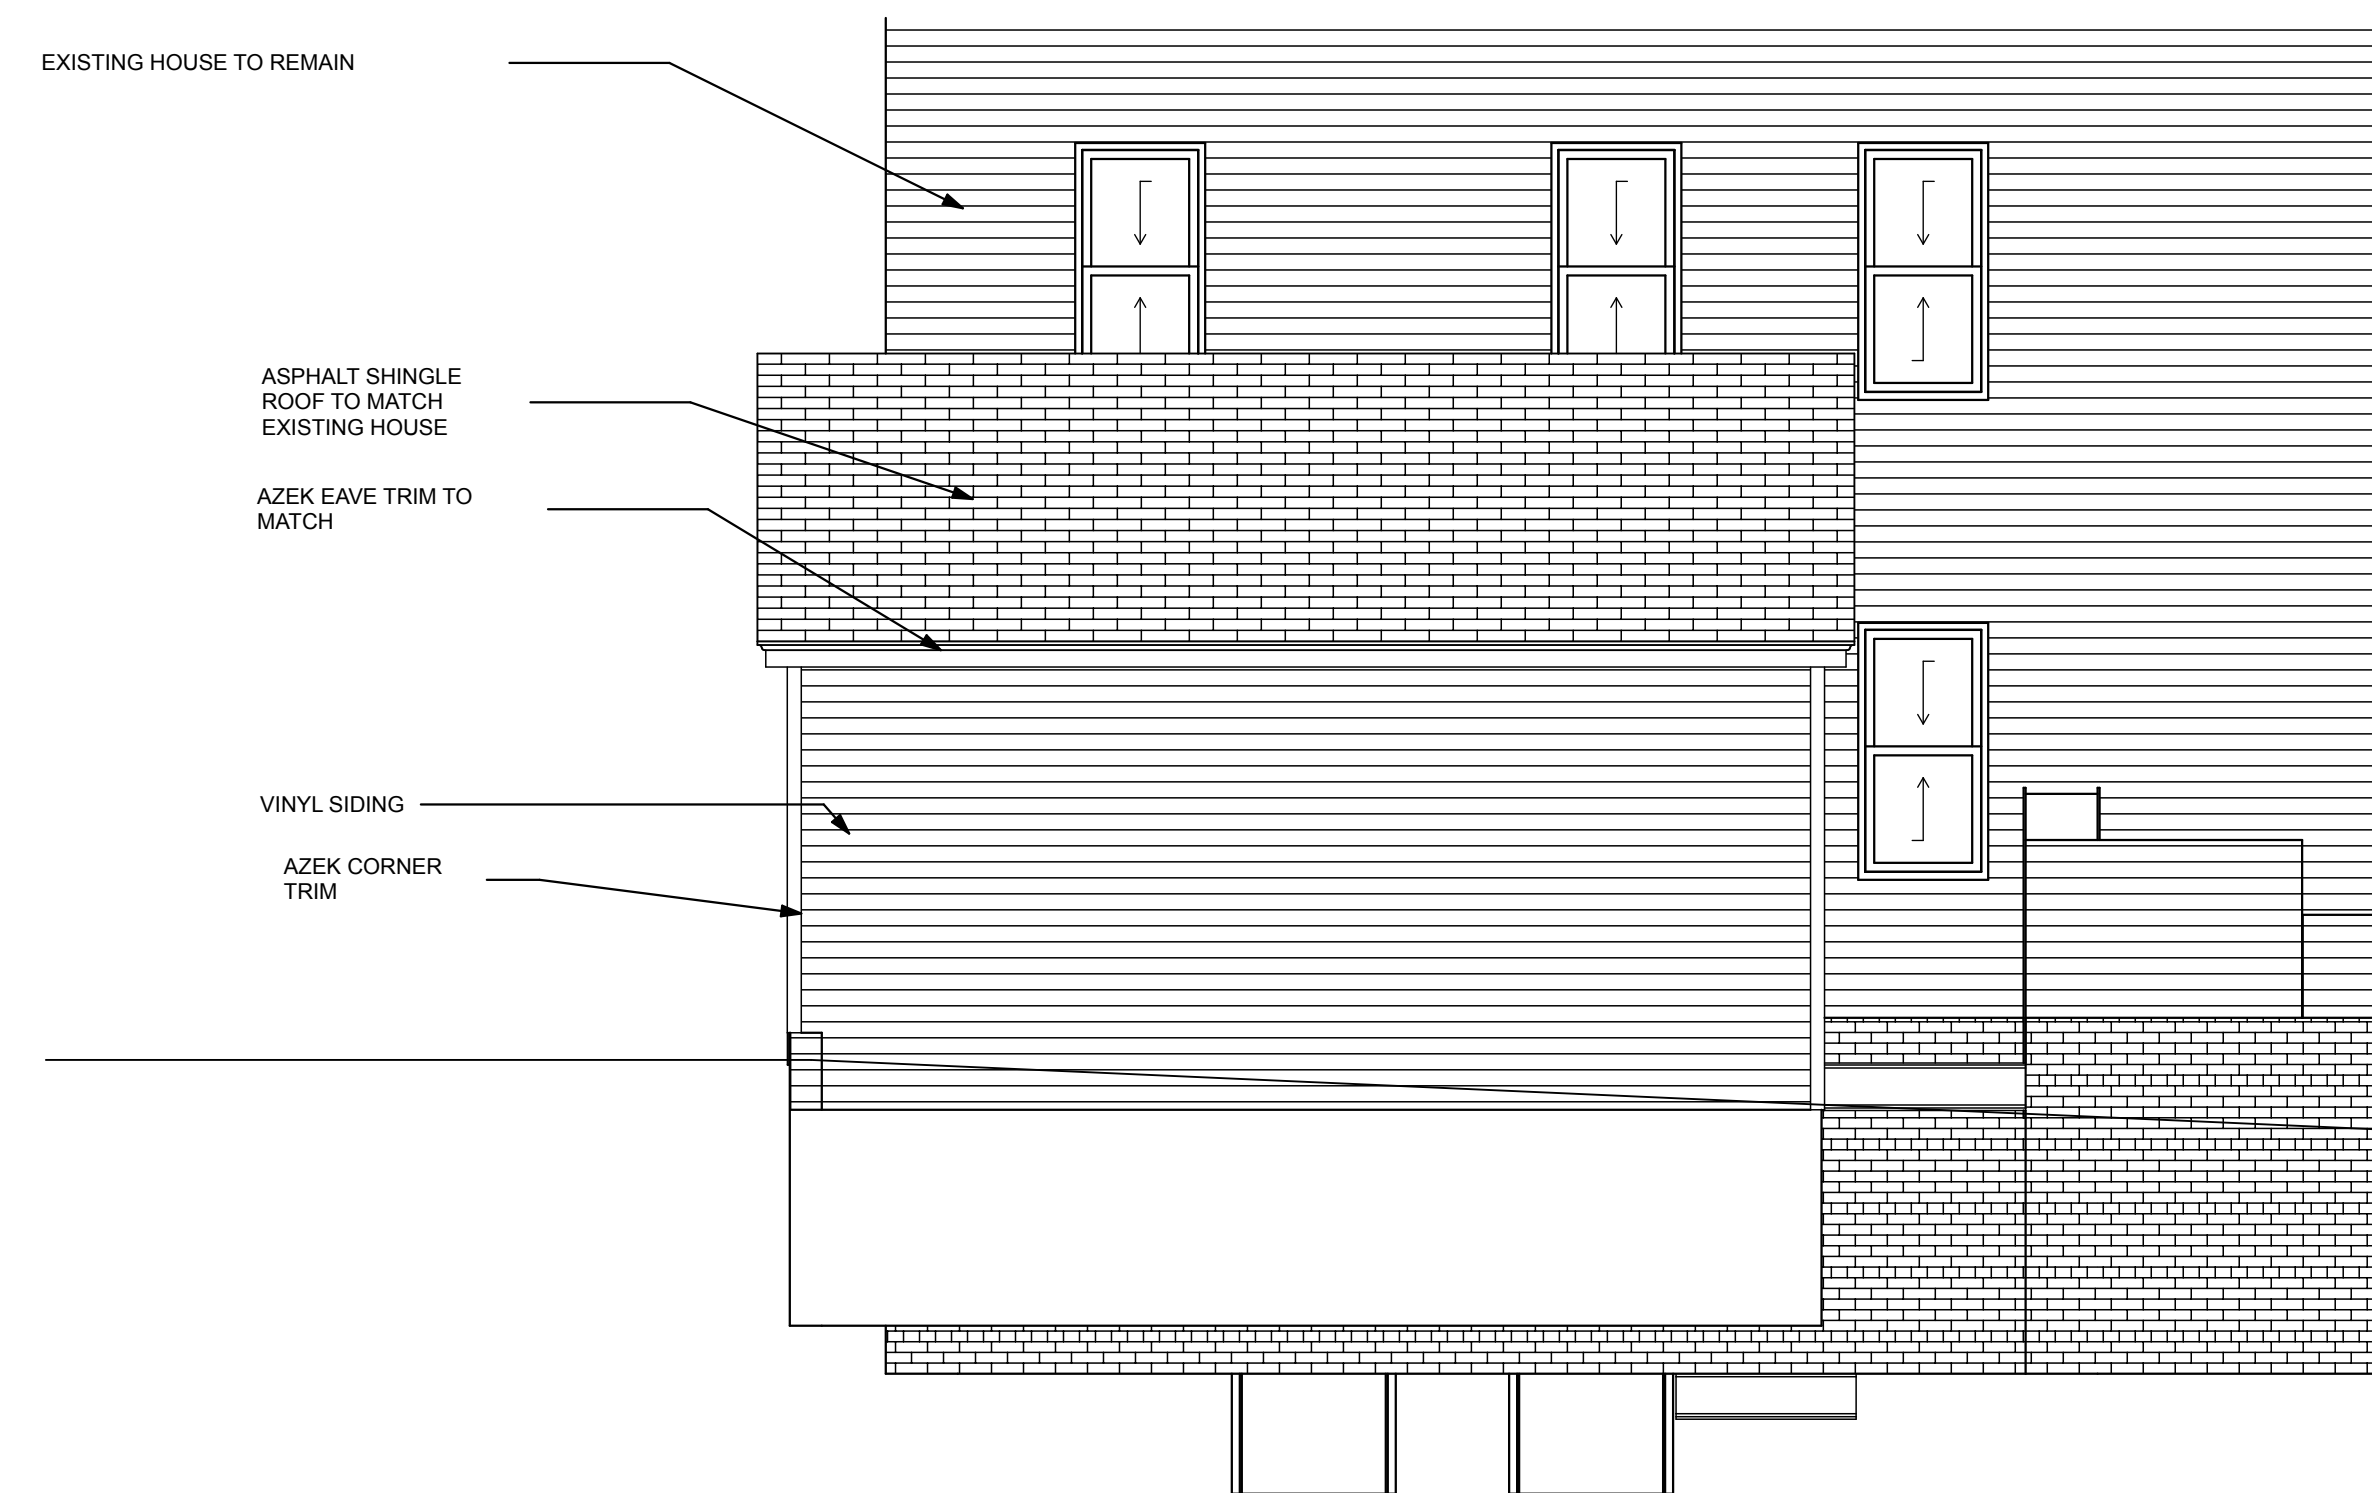 EXISTING HOUSE TO REMAIN
ASPHALT SHINGLE
ROOF TO MATCH
EXISTING HOUSE
AZEK EAVE TRIM TO
MATCH
VINYL SIDING
AZEK CORNER
TRIM